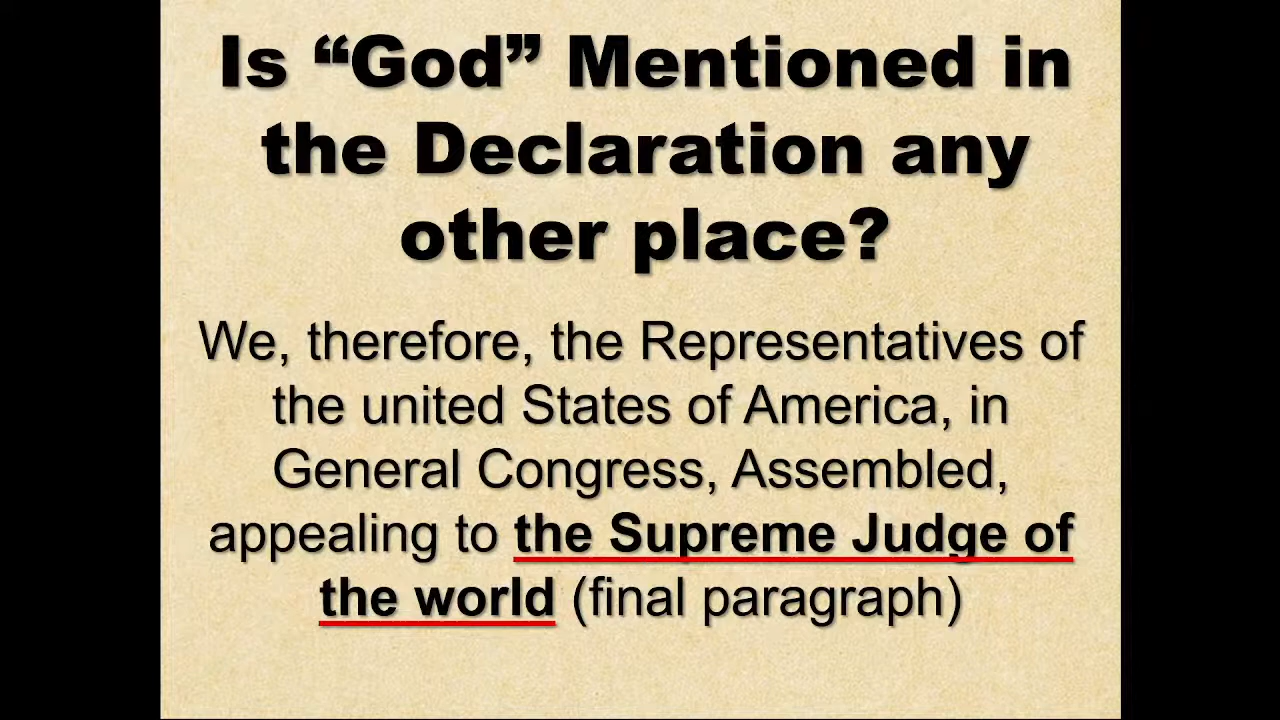 Is “God” Mentioned in
the Declaration any
other place?
We, therefore, the Representatives of
the united States of America, in
General Congress, Assembled,
appealing to the Supreme Judge of
the world (final paragraph)